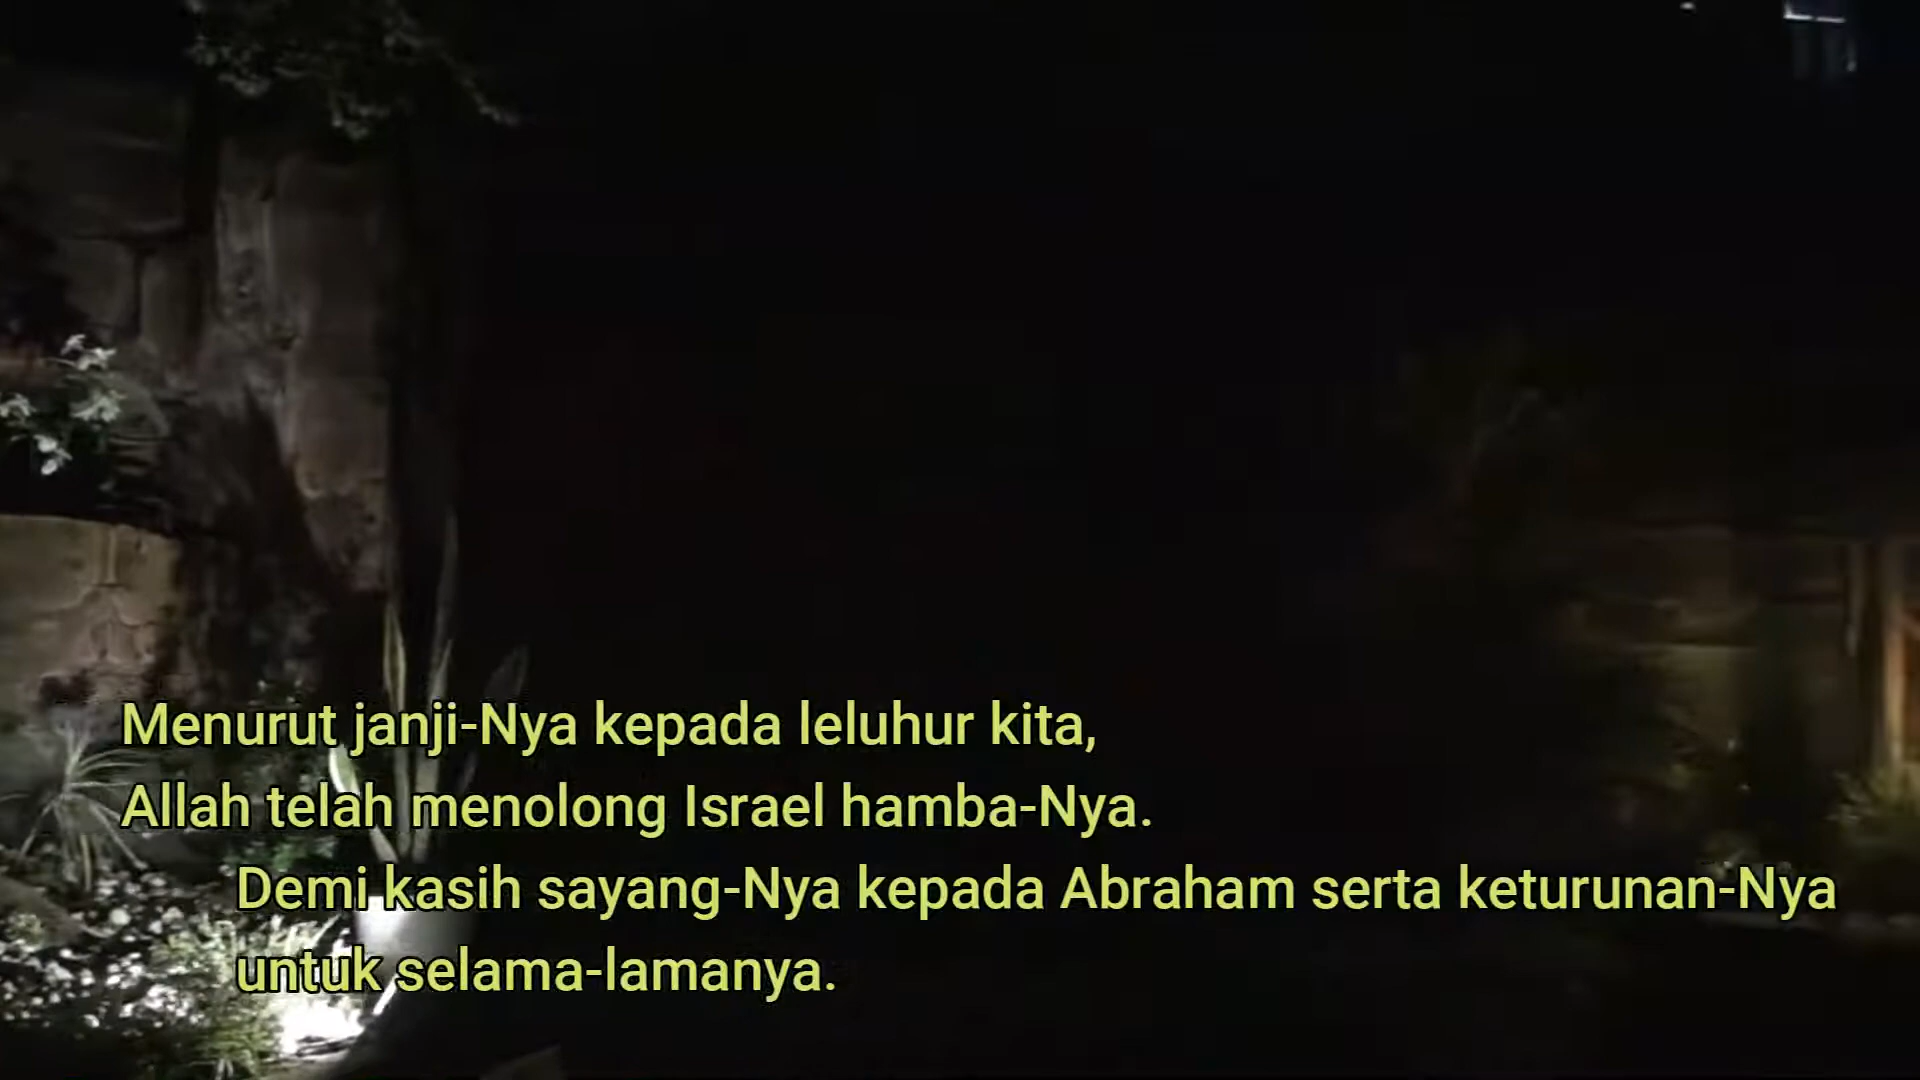 Menurut janji-Nya kepada leluhur kita,
Allah telah menolong Israel hamba-Nya.
Demi kasih sayang-Nya kepada Abraham serta keturunan-Nya
untuk selama-lamanya.